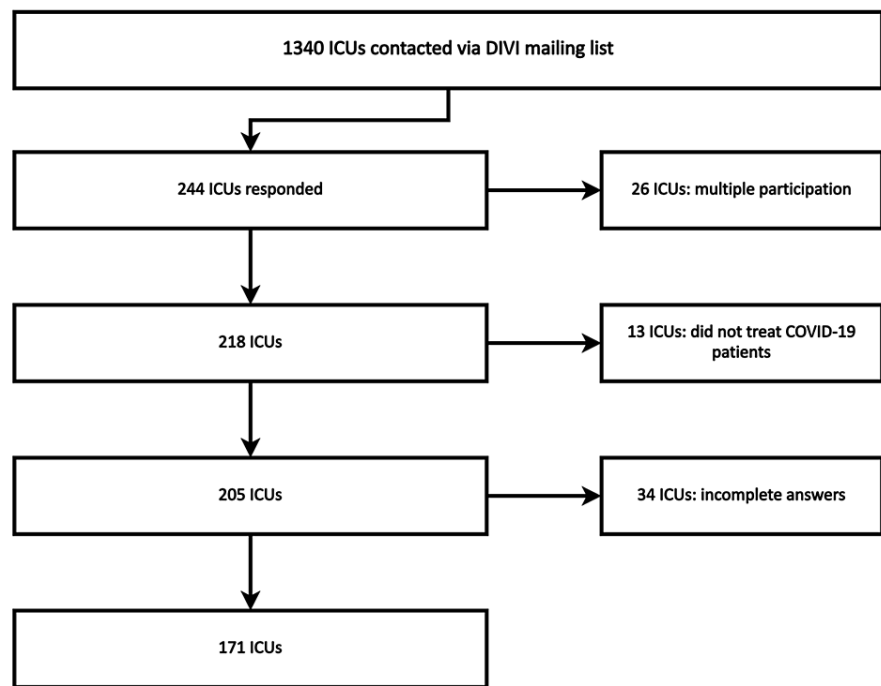 1340 ICUs contacted via DIVI mailing list
244 ICUs responded
26 ICUs: multiple participation
218 ICUs
13 ICUs: did not treat COVID-19
patients
205 ICUs
34 ICUs: incomplete answers
171 ICUs